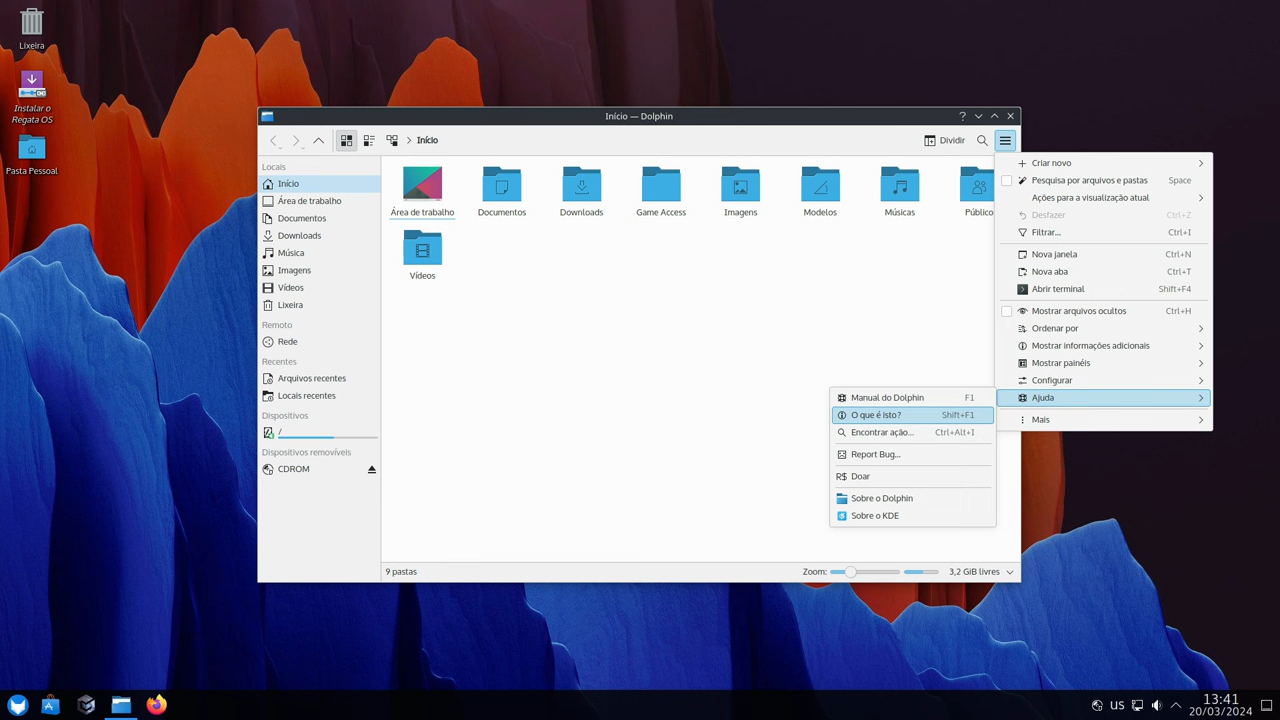 Lixeira
Instalar o
Regata OS
Pasta Pessoal
Início — Dolphin
Início
Dividir
Locais
Início
Área de trabalho
Documentos
Downloads
Música
Imagens
Vídeos
Lixeira
Remoto
Rede
Recentes
Arquivos recentes
Locais recentes
Dispositivos
/
Dispositivos removíveis
CDROM
Área de trabalho
Documentos
Downloads
Game Access
Imagens
Modelos
Músicas
Público
Vídeos
9 pastas
Zoom:
3,2 GiB livres
Criar novo
Pesquisa por arquivos e pastas Space
Ações para a visualização atual
Desfazer Ctrl+Z
Filtrar... Ctrl+I
Nova janela Ctrl+N
Nova aba Ctrl+T
Abrir terminal Shift+F4
Mostrar arquivos ocultos Ctrl+H
Ordenar por
Mostrar informações adicionais
Mostrar painéis
Configurar
Ajuda
Mais
Manual do Dolphin F1
O que é isto? Shift+F1
Encontrar ação... Ctrl+Alt+I
Report Bug...
R$ Doar
Sobre o Dolphin
Sobre o KDE
US
13:41
20/03/2024